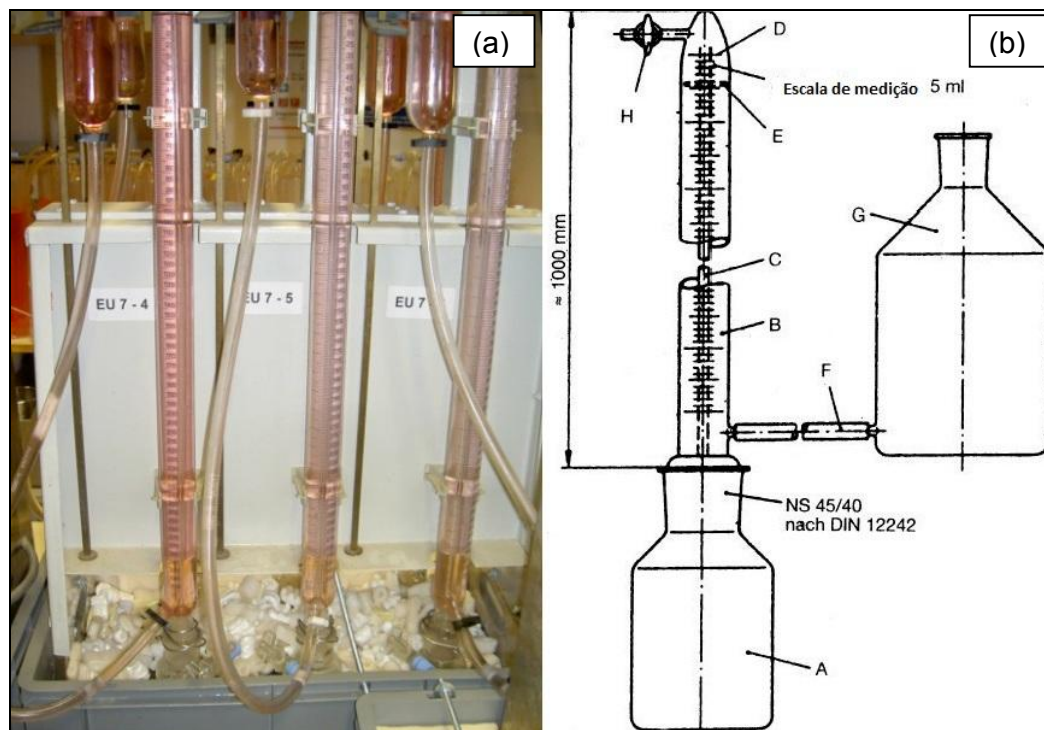 (a)
EU 7 - 4
EU 7 - 5
EU 7
(b)
D
Escala de medição 5 ml
H
E
G
≈ 1000 mm
C
B
F
NS 45/40
nach DIN 12242
A